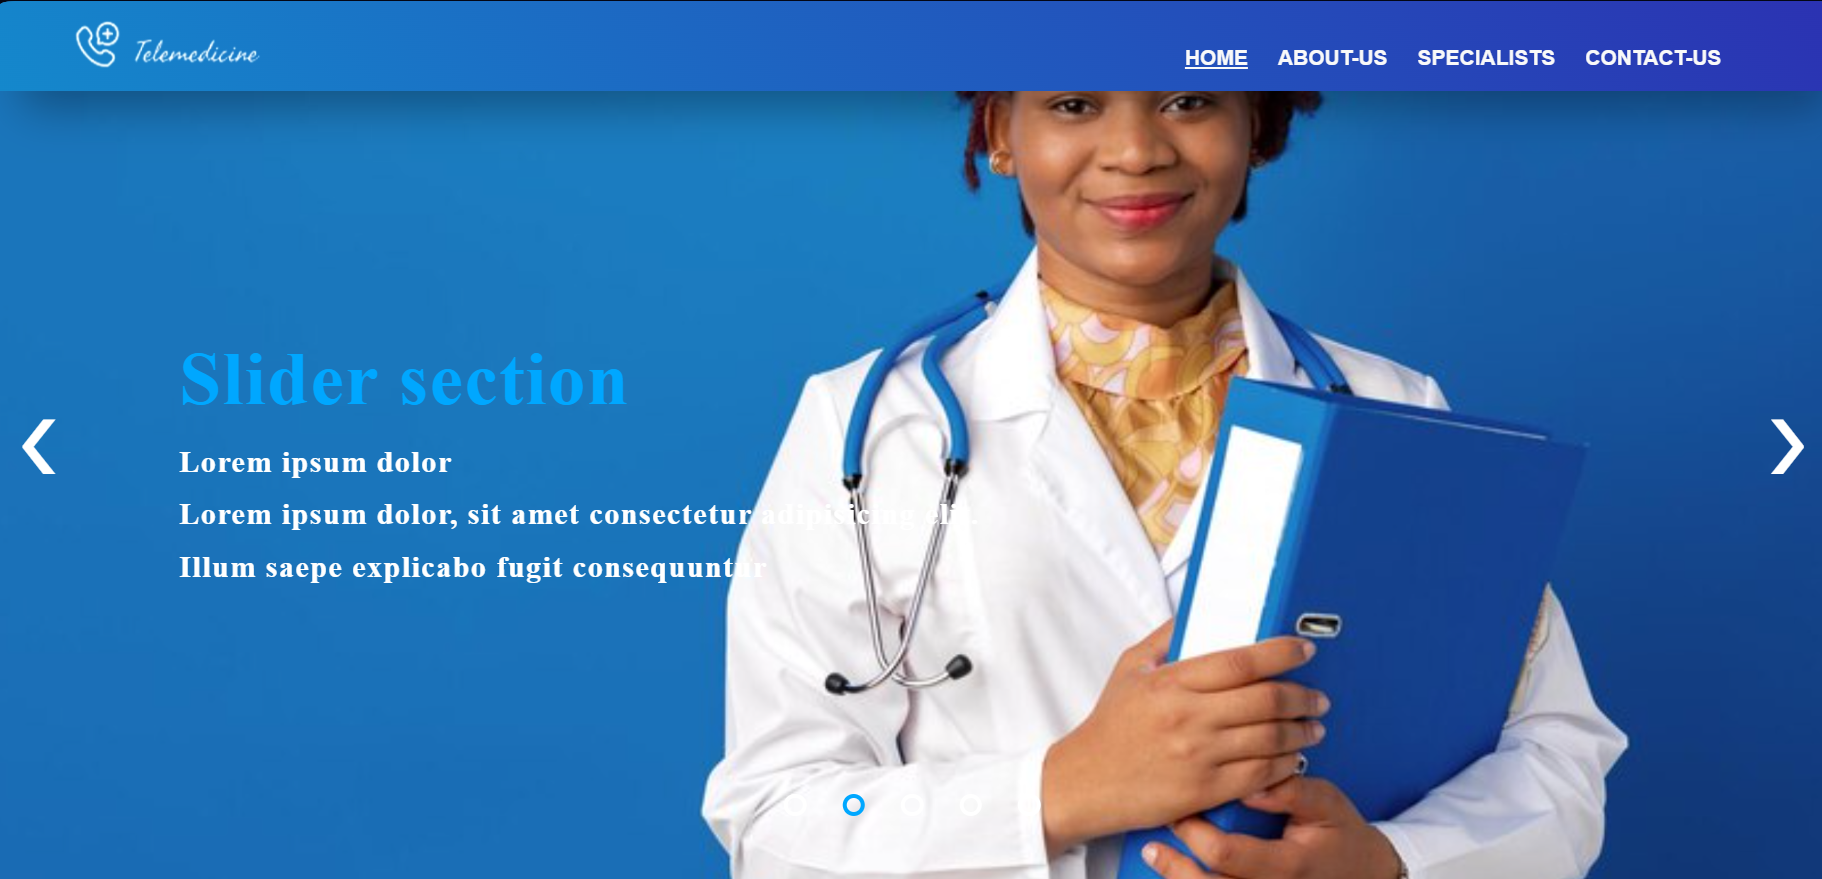 Telemedicine
HOME ABOUT-US SPECIALISTS CONTACT-US
Slider section
Lorem ipsum dolor
Lorem ipsum dolor, sit amet consectetur adipisicing elit.
Illum saepe explicabo fugit consequuntur